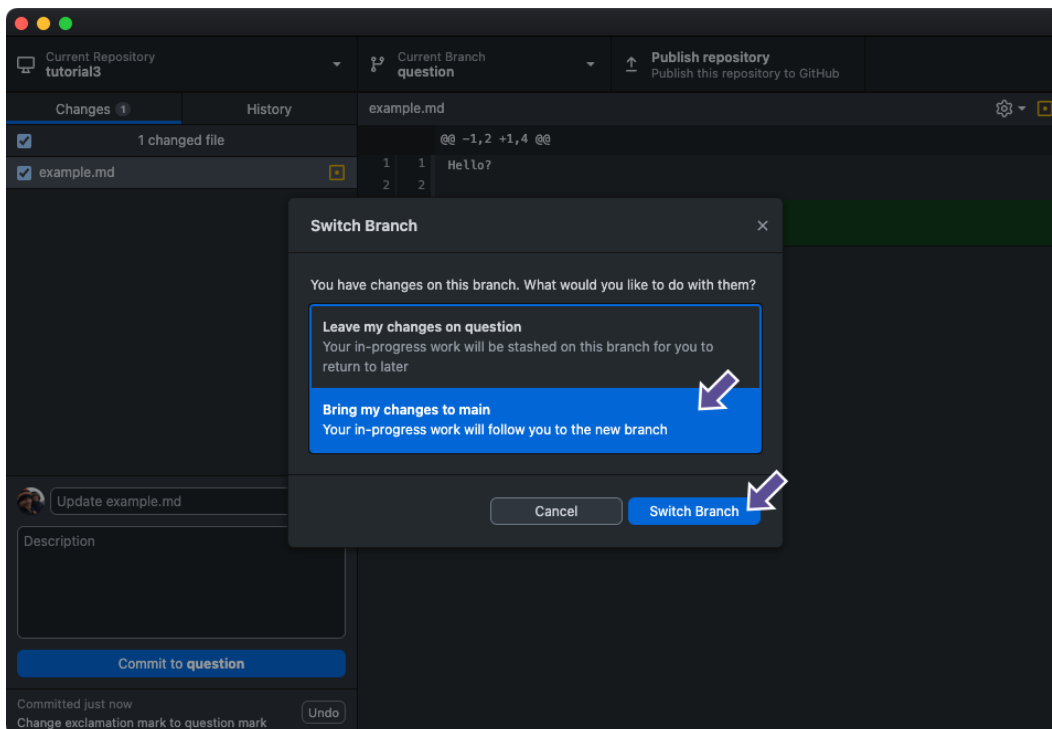 Current Repository
tutorial3
Current Branch
question
Publish repository
Publish this repository to GitHub
Changes 1
History
1 changed file
example.md
example.md
@@ -1,2 +1,4 @@
1 1 Hello?
2 2
Switch Branch
You have changes on this branch. What would you like to do with them?
Leave my changes on question
Your in-progress work will be stashed on this branch for you to
return to later
Bring my changes to main
Your in-progress work will follow you to the new branch
Cancel
Switch Branch
Update example.md
Description
Commit to question
Committed just now
Change exclamation mark to question mark
Undo